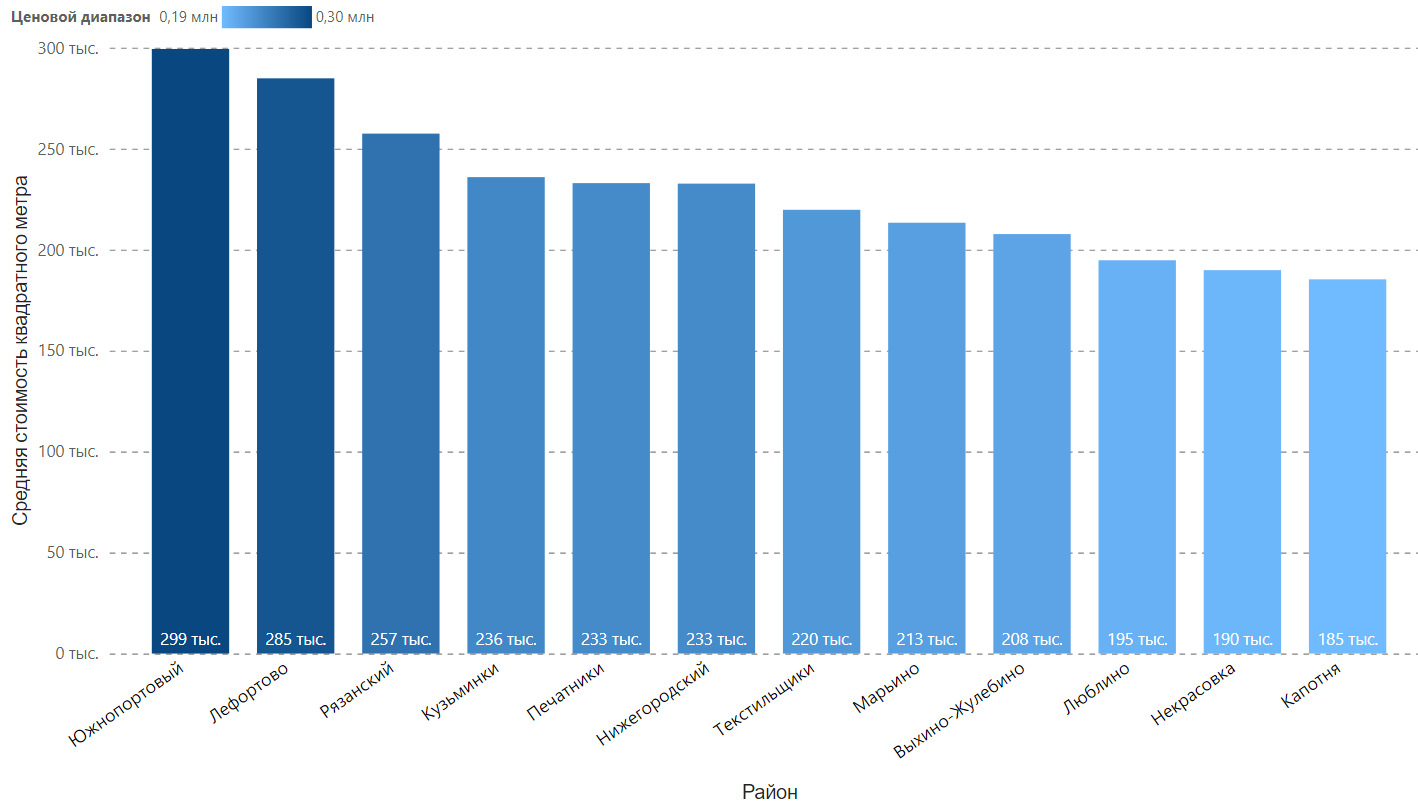 Ценовой диапазон 0,19 млн 0,30 млн
Средняя стоимость квадратного метра
300 тыс.
250 тыс.
200 тыс.
150 тыс.
100 тыс.
50 тыс.
0 тыс.
299 тыс. 285 тыс. 257 тыс. 236 тыс. 233 тыс. 233 тыс. 220 тыс. 213 тыс. 208 тыс. 195 тыс. 190 тыс. 185 тыс.
Южнопортовый Лефортово Рязанский Кузьминки Печатники Нижегородский Текстильщики Марьино Выхино-Жулебино Люблино Некрасовка Капотня
Район